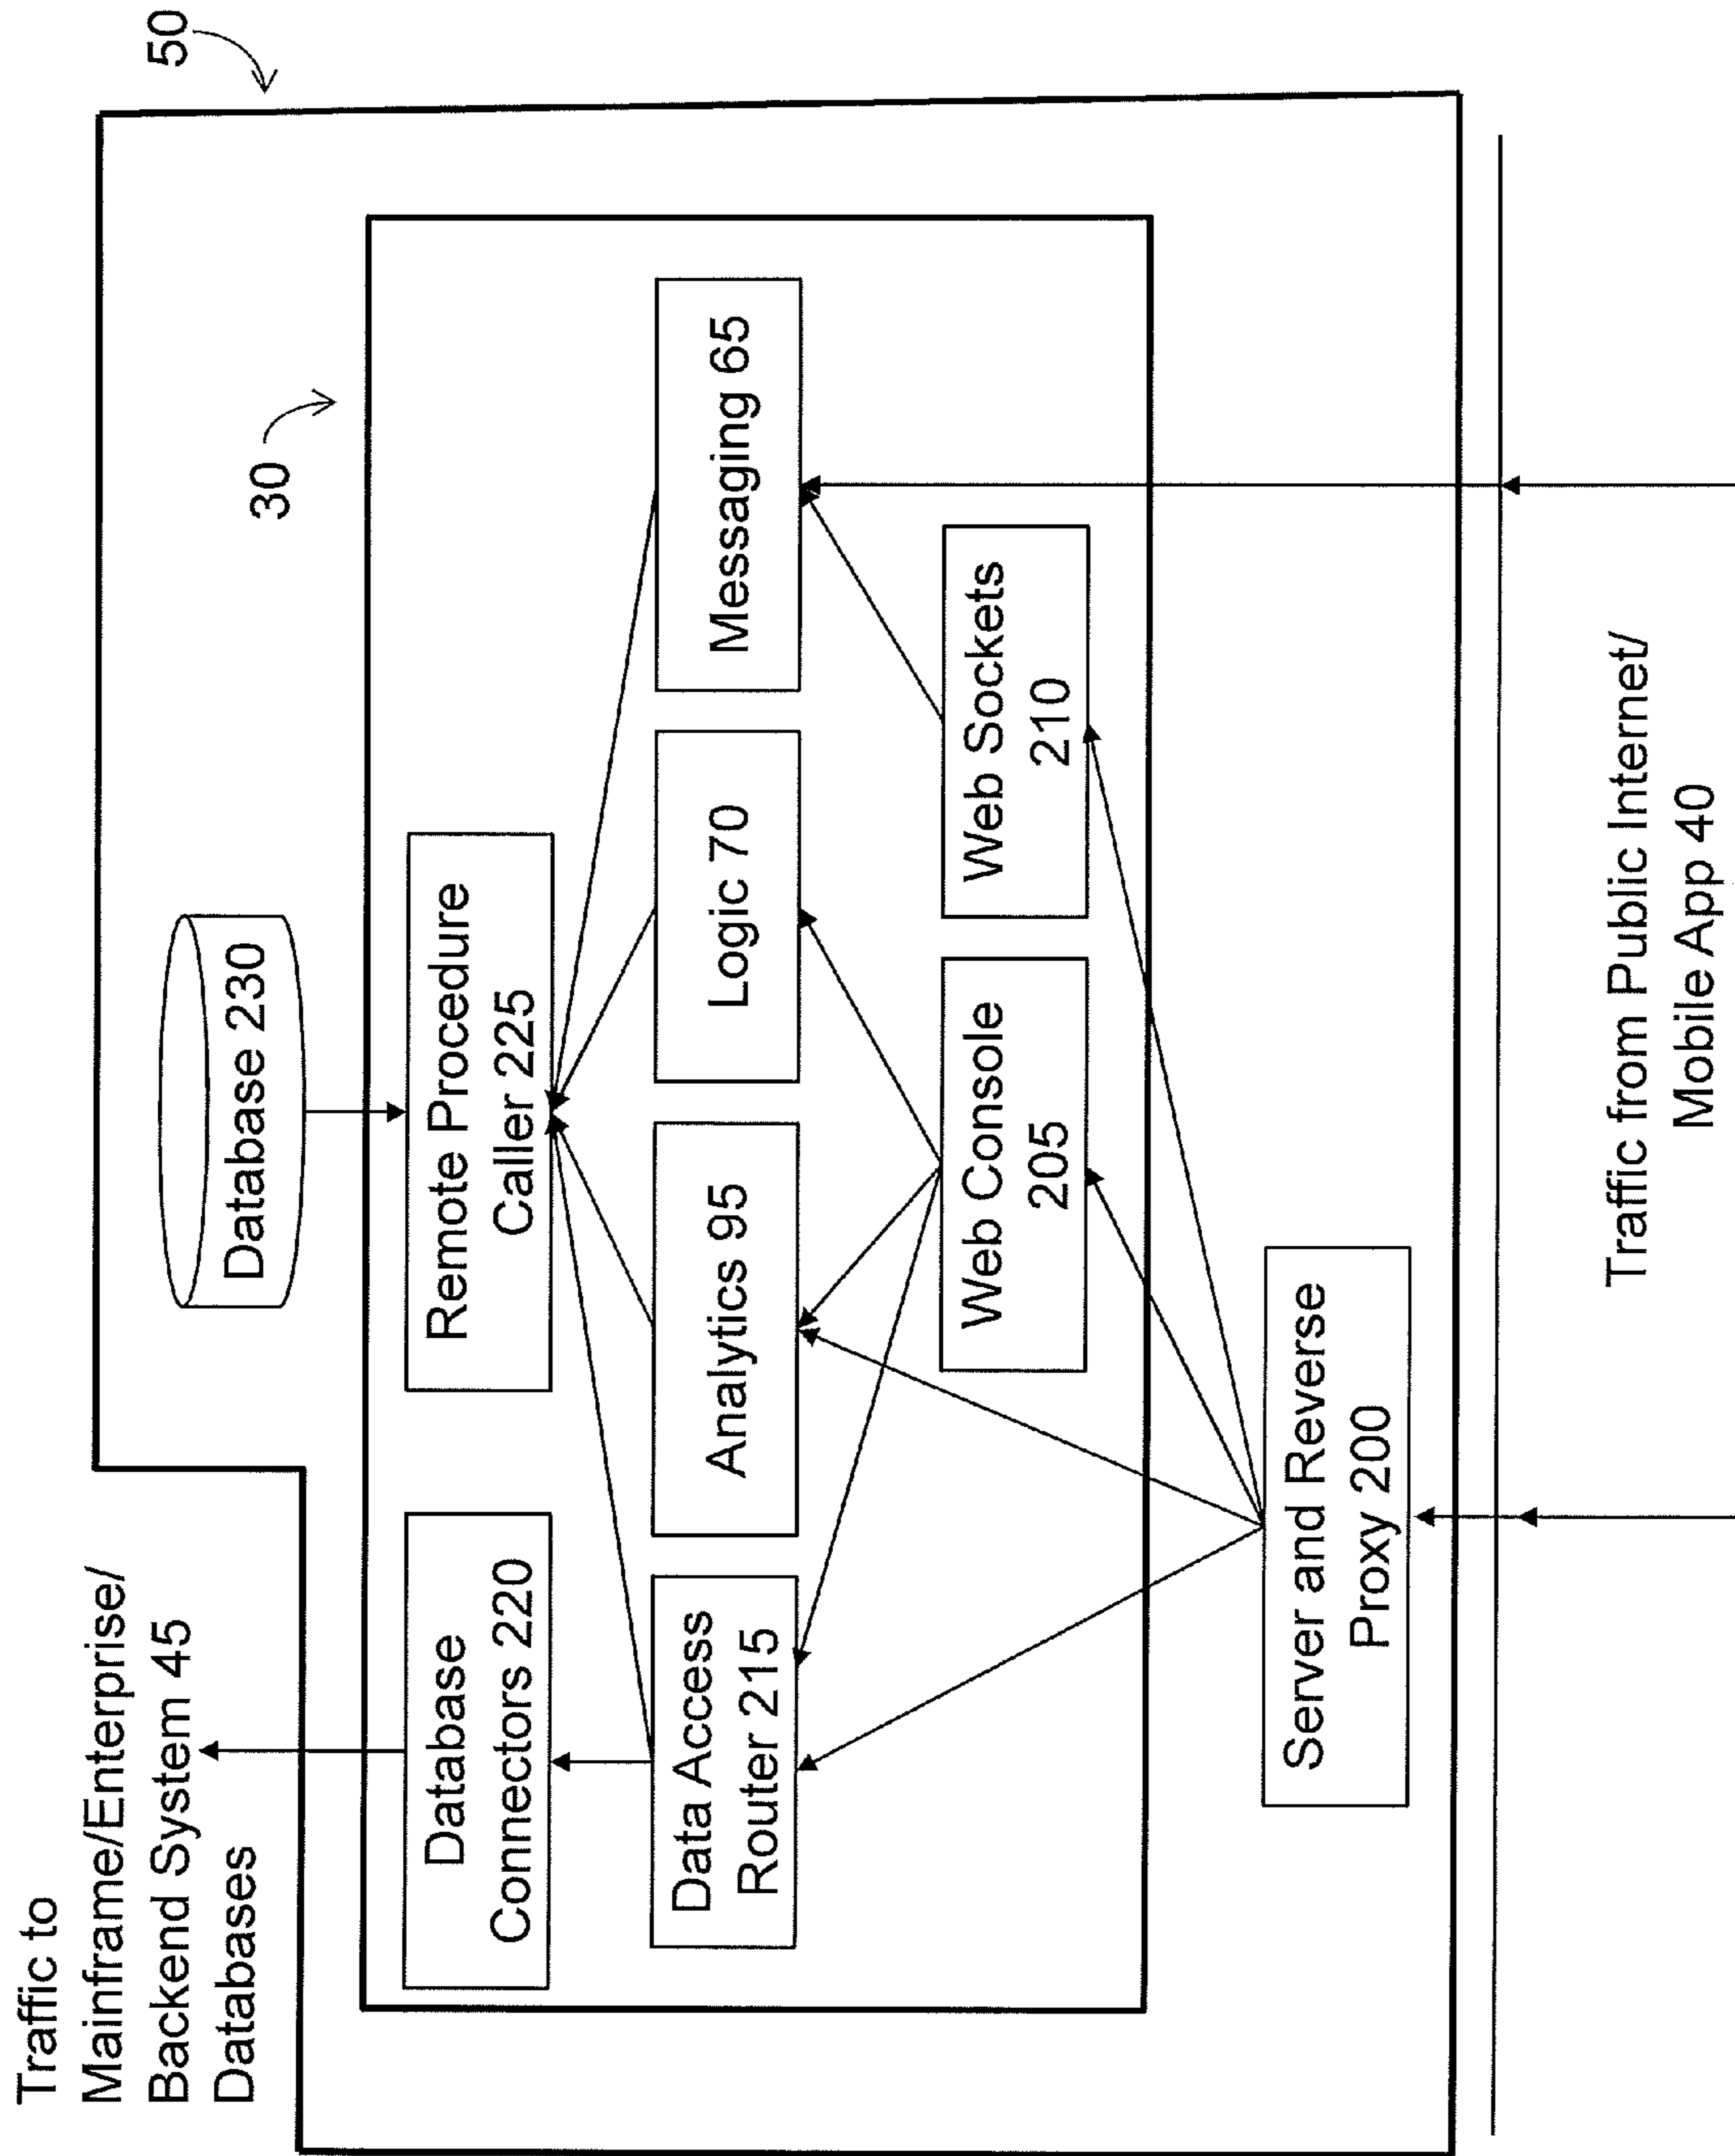 Traffic to
Mainframe/Enterprise/
Backend System 45
Databases
50
30
Database 230
Database
Connectors 220
Remote Procedure
Caller 225
Data Access
Router 215
Analytics 95
Logic 70
Messaging 65
Web Console
205
Web Sockets
210
Server and Reverse
Proxy 200
Traffic from Public Internet/
Mobile App 40